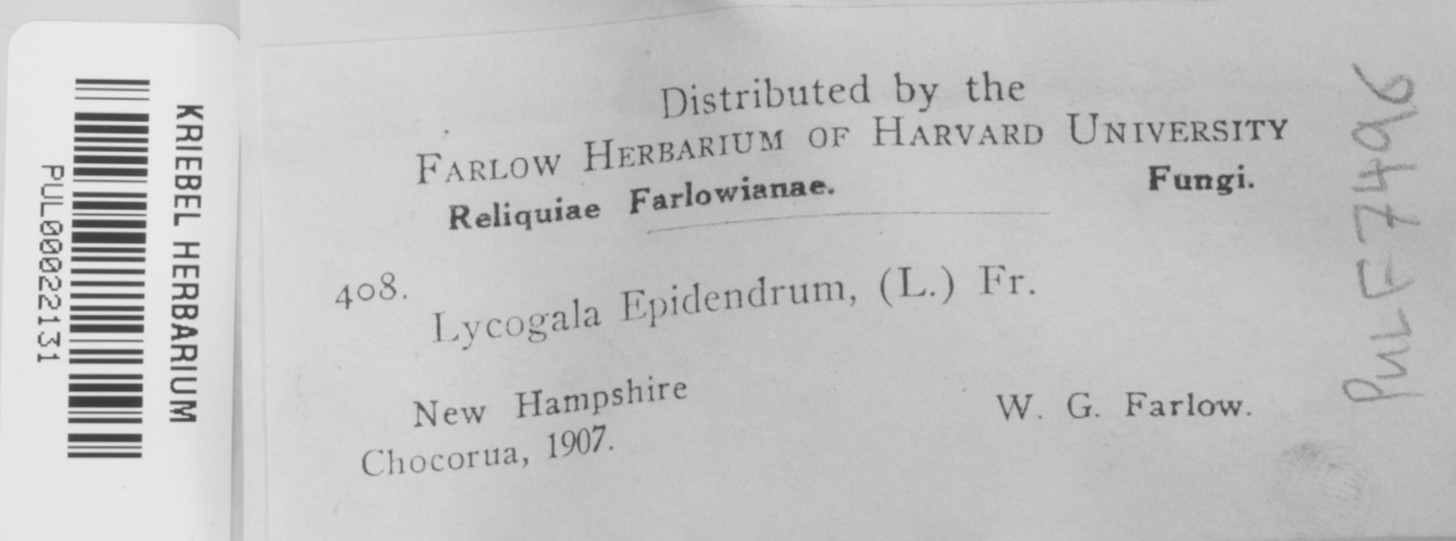 KRIEBEL HERBARIUM
PUL00022131
Distributed by the
FARLOW HERBARIUM OF HARVARD UNIVERSITY
Reliquiae Farlowianae. Fungi.
408.
Lycogala Epidendrum, (L.) Fr.
New Hampshire
Chocorua, 1907.
W. G. Farlow.
PUL F7496